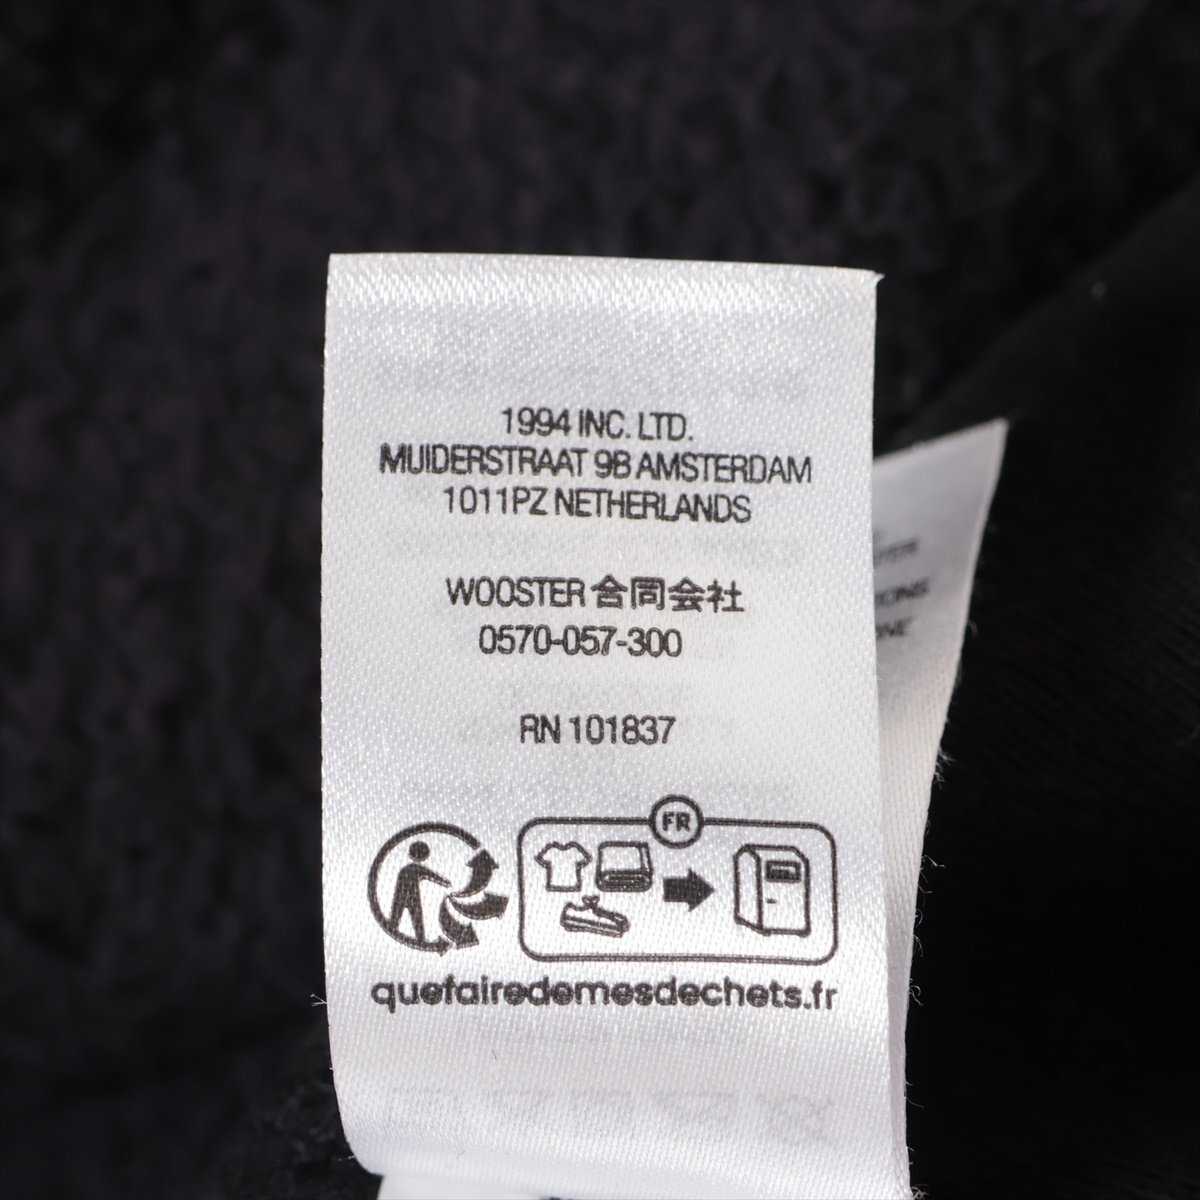 1994 INC. LTD.
MUIDERSTRAAT 9B AMSTERDAM
1011PZ NETHERLANDS
WOOSTER 合同会社
0570-057-300
RN 101837
FR
quefairedemesdechets.fr